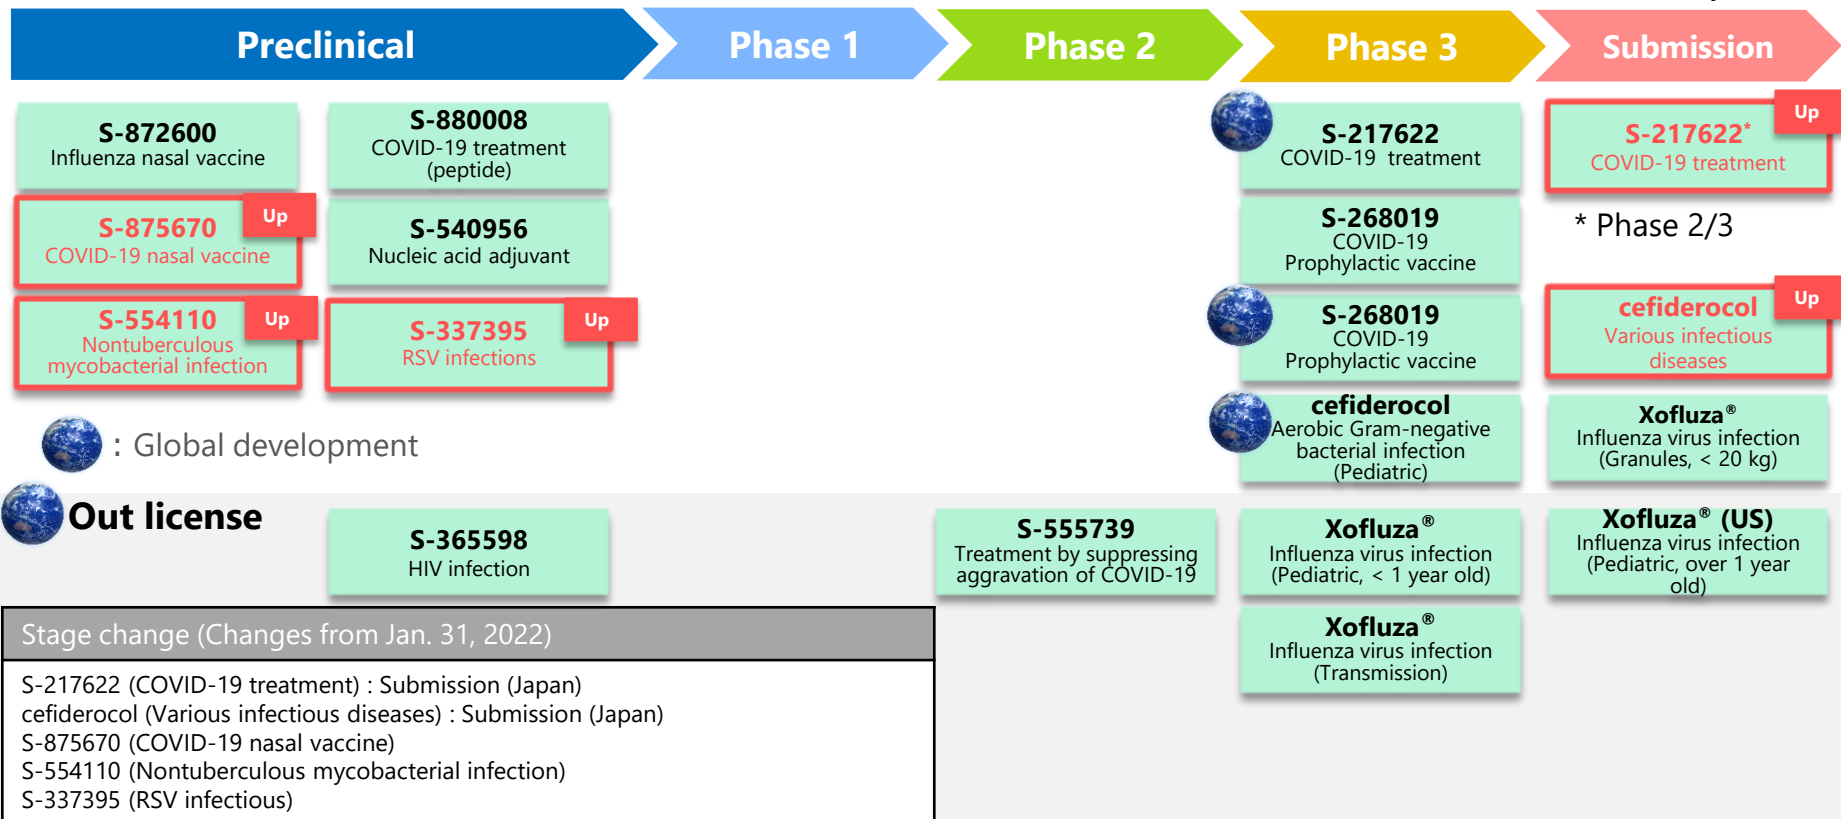 Preclinical
Phase 1
Phase 2
Phase 3
Submission
S-872600
Influenza nasal vaccine
S-880008
COVID-19 treatment
(peptide)
S-217622
COVID-19 treatment
Up
S-217622*
COVID-19 treatment
Up
S-875670
COVID-19 nasal vaccine
S-540956
Nucleic acid adjuvant
S-268019
COVID-19
Prophylactic vaccine
* Phase 2/3
Up
S-554110
Nontuberculous
mycobacterial infection
Up
S-337395
RSV infections
S-268019
COVID-19
Prophylactic vaccine
Up
cefiderocol
Various infectious
diseases
: Global development
cefiderocol
Aerobic Gram-negative
bacterial infection
(Pediatric)
Xofluza®
Influenza virus infection
(Granules, < 20 kg)
Out license
S-365598
HIV infection
S-555739
Treatment by suppressing
aggravation of COVID-19
Xofluza®
Influenza virus infection
(Pediatric, < 1 year old)
Xofluza® (US)
Influenza virus infection
(Pediatric, over 1 year
old)
Xofluza®
Influenza virus infection
(Transmission)
Stage change (Changes from Jan. 31, 2022)
S-217622 (COVID-19 treatment) : Submission (Japan)
cefiderocol (Various infectious diseases) : Submission (Japan)
S-875670 (COVID-19 nasal vaccine)
S-554110 (Nontuberculous mycobacterial infection)
S-337395 (RSV infectious)